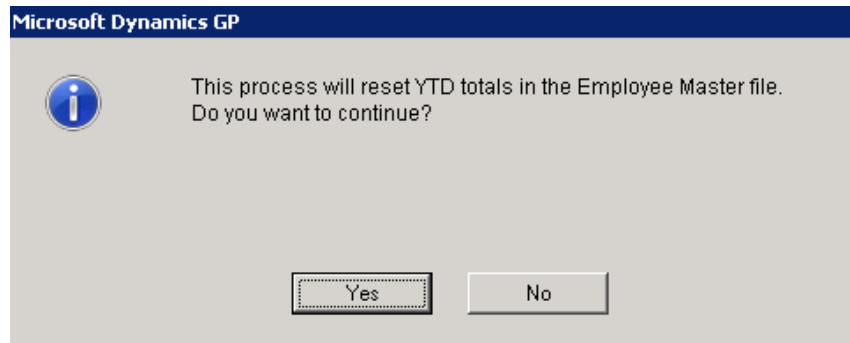 Microsoft Dynamics GP
This process will reset YTD totals in the Employee Master file.
Do you want to continue?
Yes
No